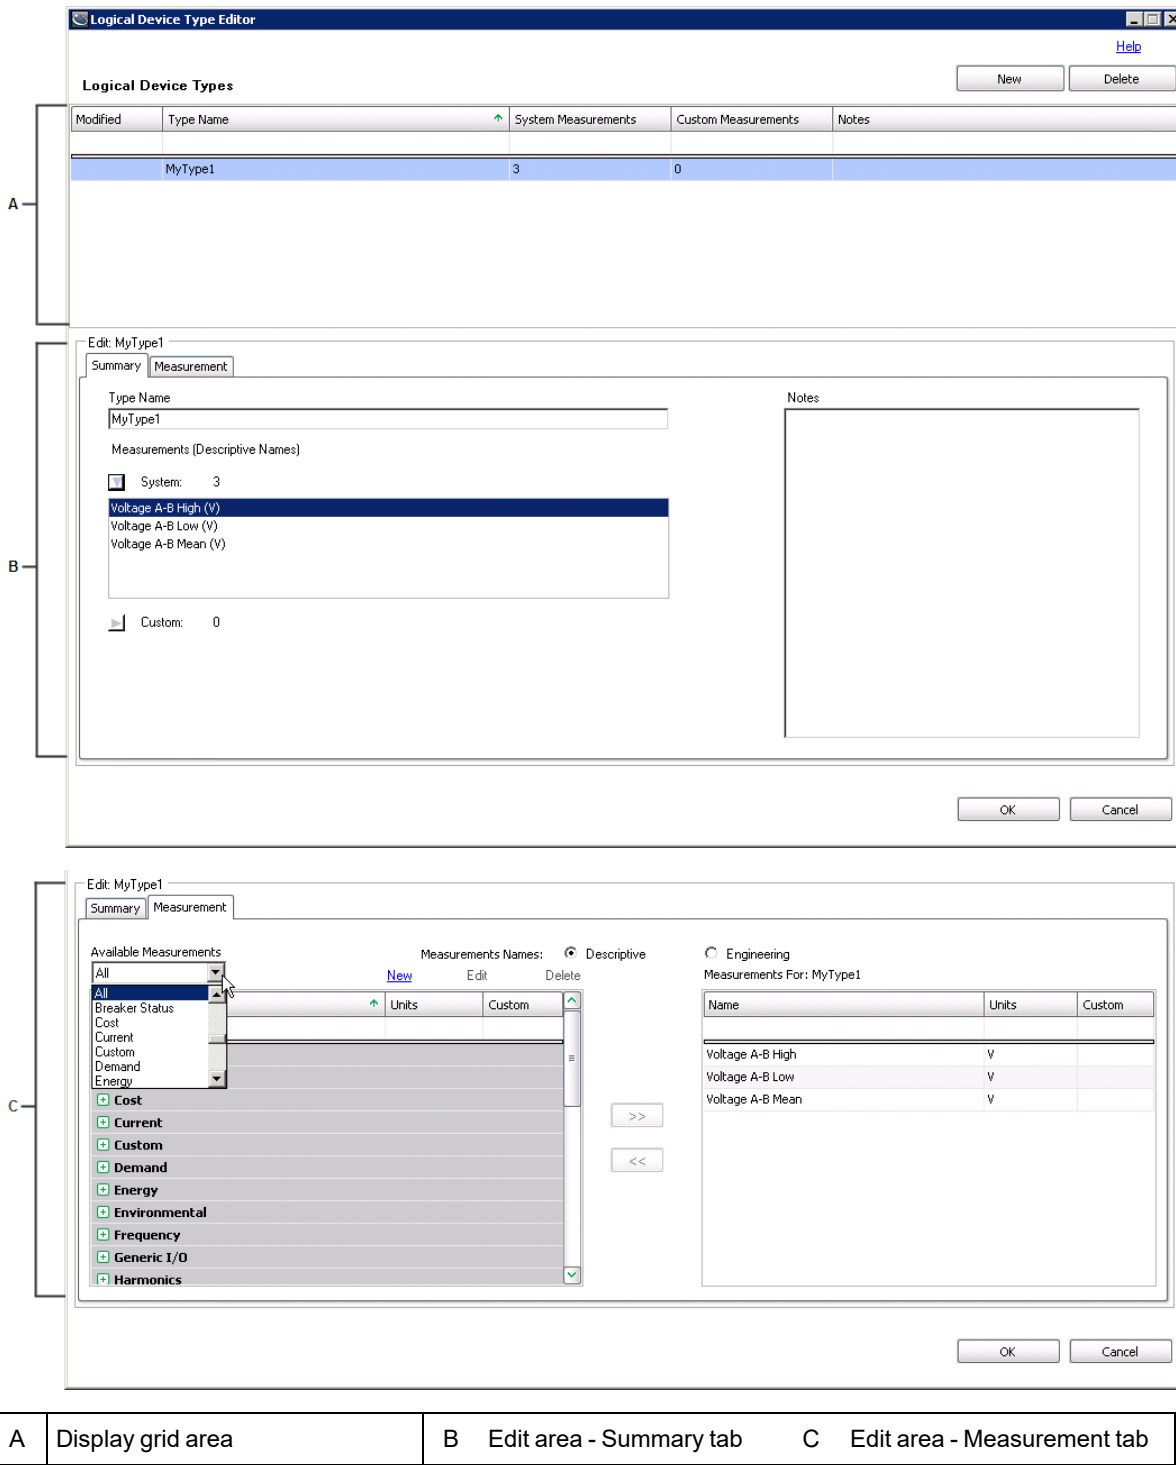 Logical Device Type Editor
Help
Logical Device Types
New Delete
Modified Type Name System Measurements Custom Measurements Notes
MyType1 3 0
A
Edit: MyType1
Summary Measurement
Type Name Notes
MyType1
Measurements (Descriptive Names)
System: 3
Voltage A-B High (V)
Voltage A-B Low (V)
Voltage A-B Mean (V)
B
Custom: 0
OK Cancel
Edit: MyType1
Summary Measurement
Available Measurements Measurements Names: Descriptive Engineering
All New Edit Delete Measurements For: MyType1
All
Breaker Status
Cost
Current
Custom
Demand
Energy
Units Custom
Name Units Custom
Voltage A-B High V
Voltage A-B Low V
Voltage A-B Mean V
C
Cost
Current
Custom
Demand
Energy
Environmental
Frequency
Generic I/O
Harmonics
>>
<<
OK Cancel
A Display grid area B Edit area - Summary tab C Edit area - Measurement tab